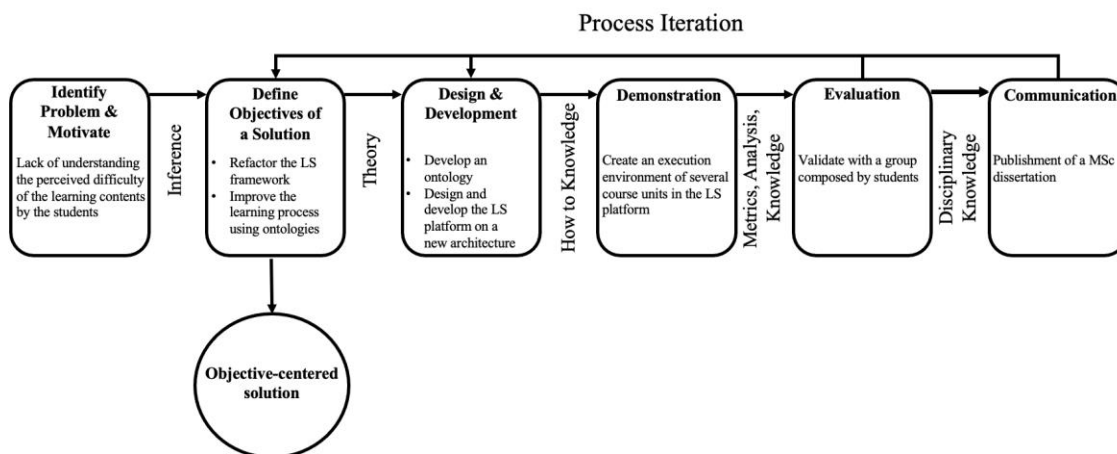 Process Iteration
Identify
Problem &
Motivate
Lack of understanding
the perceived difficulty
of the learning contents
by the students
Inference
Define
Objectives of
a Solution
• Refactor the LS
framework
• Improve the
learning process
using ontologies
Theory
Design &
Development
• Develop an
ontology
• Design and
develop the LS
platform on a
new architecture
How to Knowledge
Demonstration
Create an execution
environment of several
course units in the LS
platform
Metrics, Analysis,
Knowledge
Evaluation
Validate with a group
composed by students
Disciplinary
Knowledge
Communication
Publishment of a MSc
dissertation
Objective-centered
solution